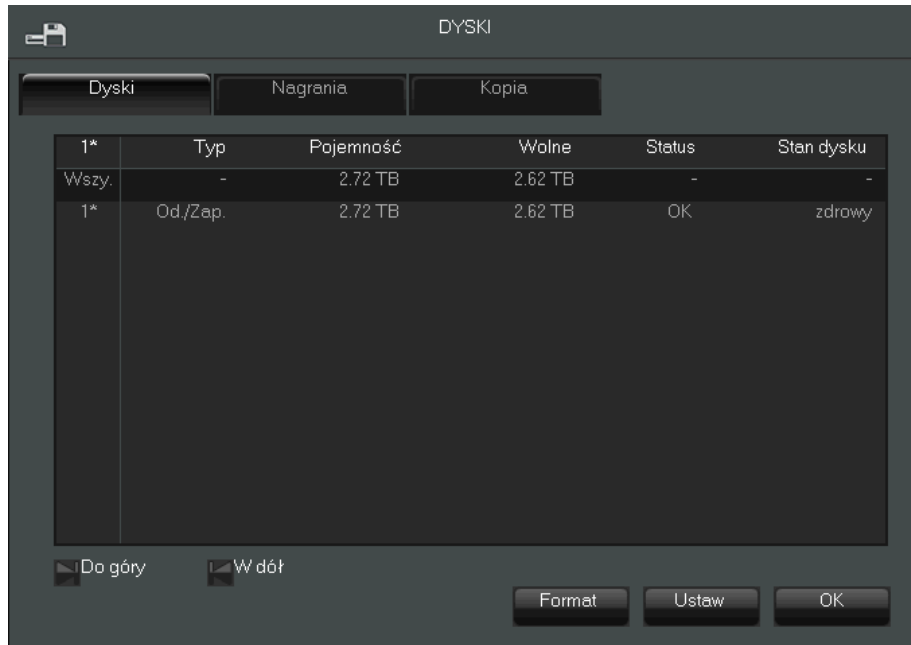 DYSKI
Dyski Nagrania Kopia
1* Typ Pojemność Wolne Status Stan dysku
Wszy. - 2.72 TB 2.62 TB - -
1* Od./Zap. 2.72 TB 2.62 TB OK zdrowy
Do góry W dół
Format Ustaw OK